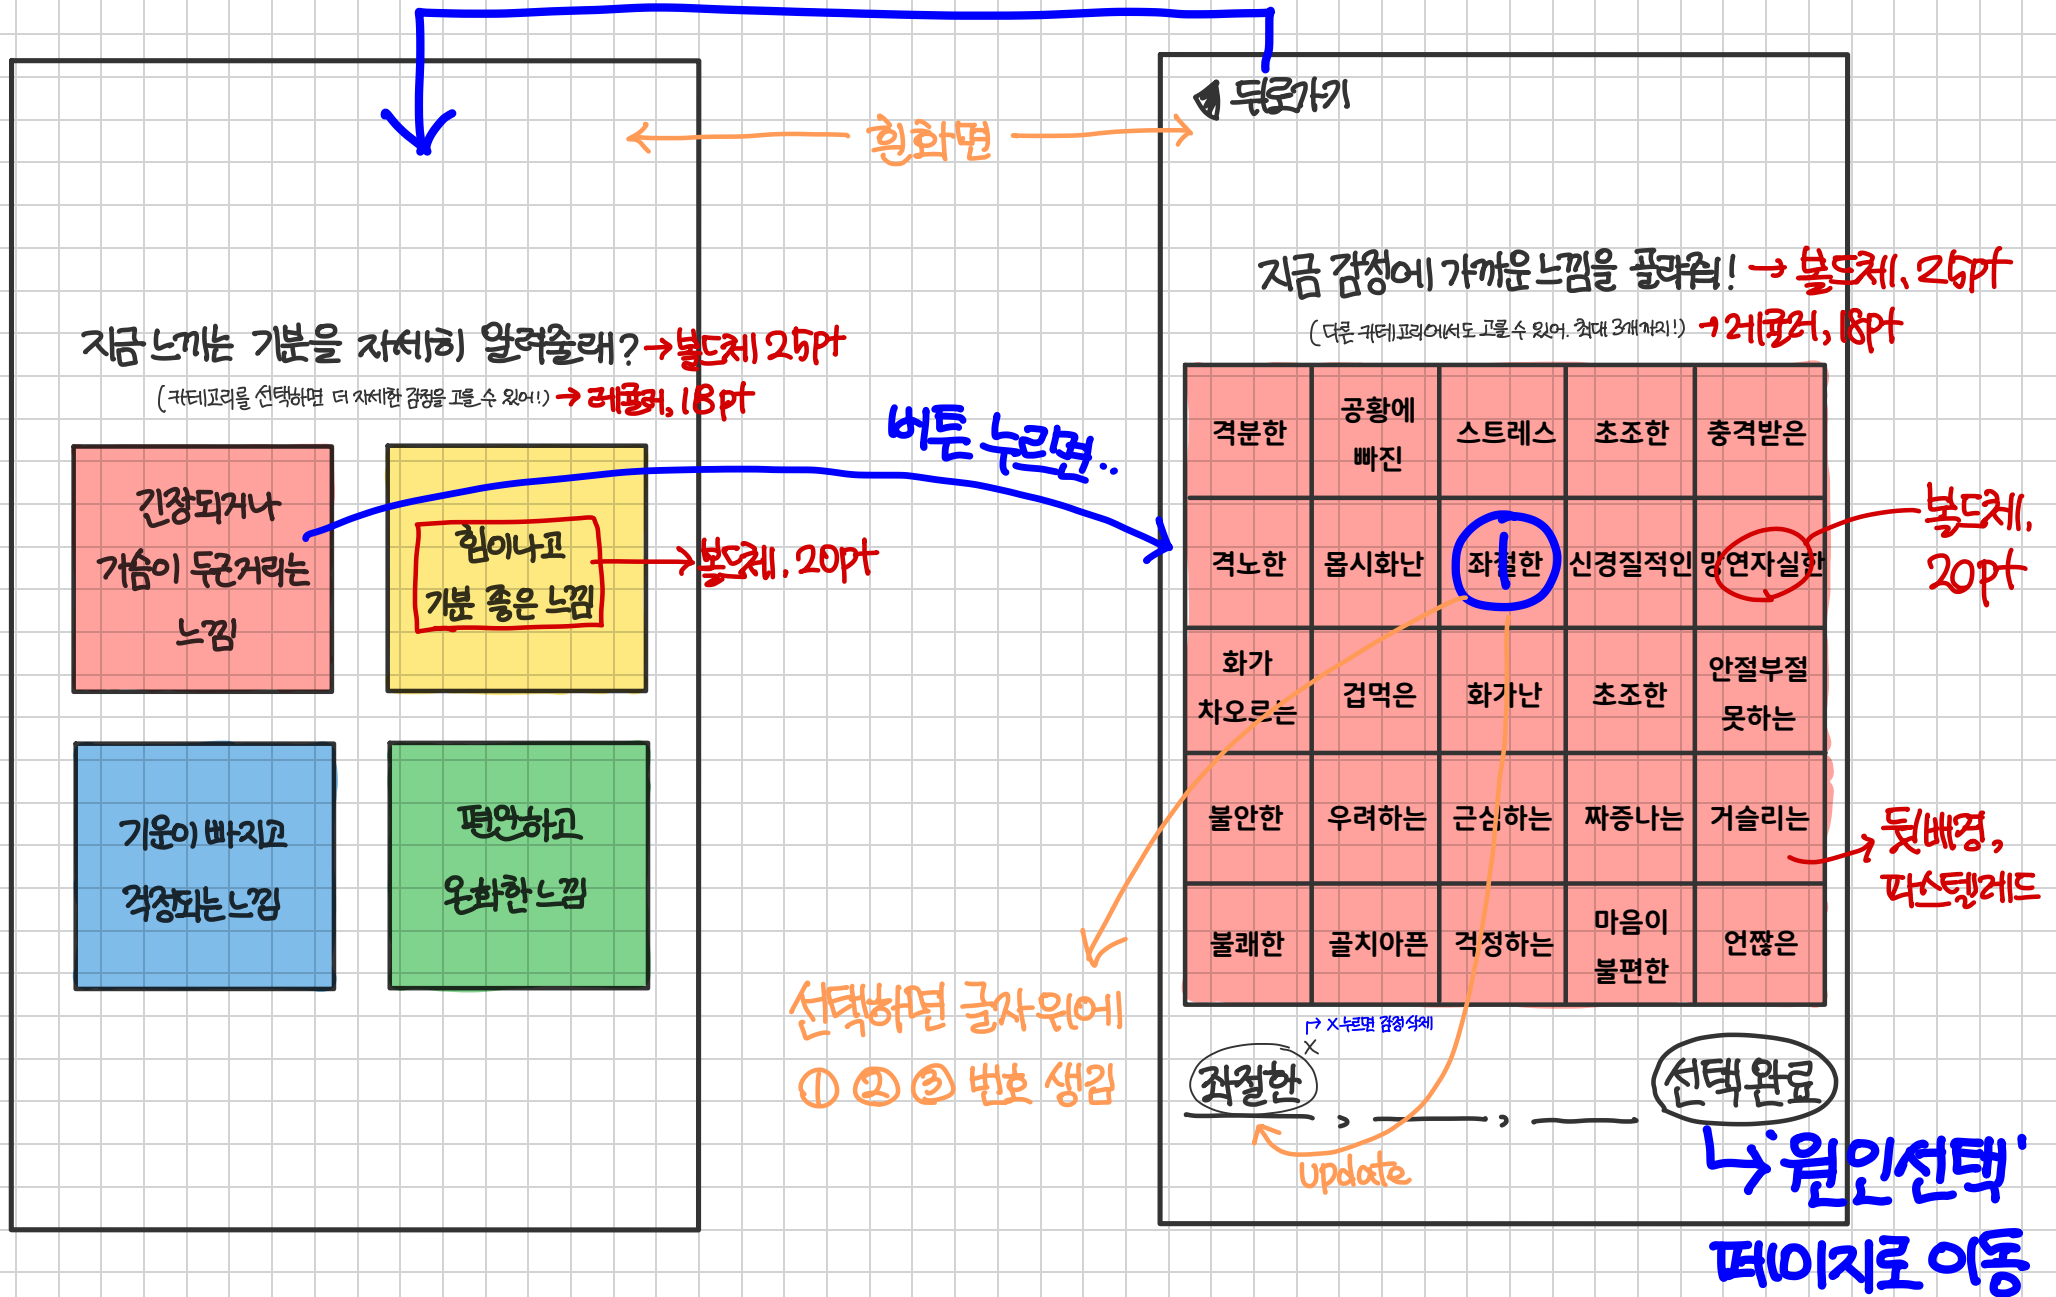 뒤로가기
흰화면
지금 감정에 가까운 느낌을 골라줘!
→ 볼드체, 25pt
(다른 카테고리에서도 고를 수 있어. 최대 3개까지!)
→ 레귤러, 18pt
지금 느끼는 기분을 자세히 알려줄래?
→ 볼드체 25pt
(카테고리를 선택하면 더 자세한 감정을 고를 수 있어!)
→ 레귤러, 18pt
버튼 누르면..
긴장되거나
가슴이 두근거리는
느낌
힘이나고
기분 좋은 느낌
볼드체. 20pt
기운이 빠지고
걱정되는 느낌
편안하고
온화한 느낌
격분한
공황에
빠진
스트레스
초조한
충격받은
격노한
몹시화난
좌절한
1
신경질적인
망연자실한
볼드체.
20pt
화가
차오르는
겁먹은
화가난
초조한
안절부절
못하는
불안한
우려하는
근심하는
짜증나는
거슬리는
뒷배경,
파스텔레드
불쾌한
골치아픈
걱정하는
마음이
불편한
언짢은
선택하면 글자위에
① ② ③ 번호 생김
→ X누르면 감정삭제
X
좌절한
, ,
선택완료
update
'원인선택'
페이지로 이동